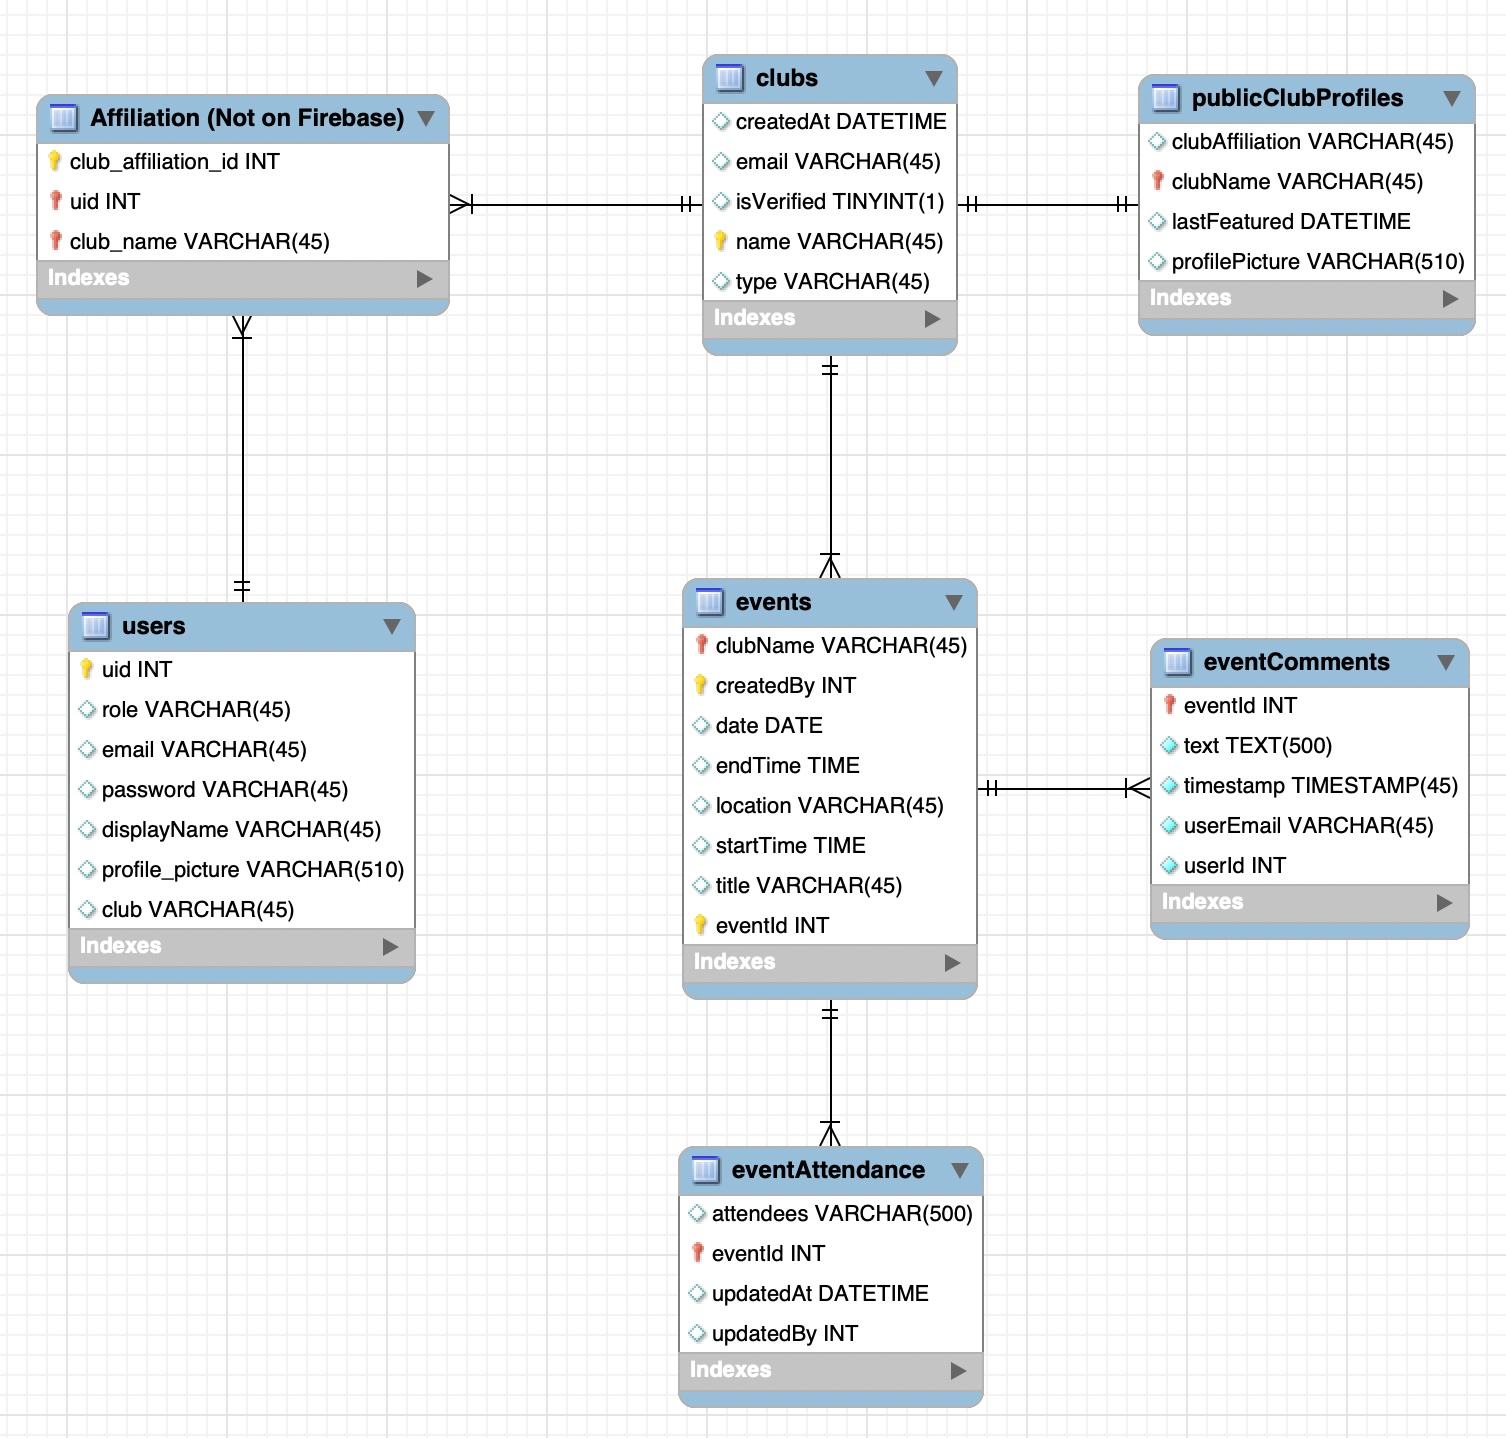 Affiliation (Not on Firebase)
club_affiliation_id INT
uid INT
club_name VARCHAR(45)
Indexes
clubs
createdAt DATETIME
email VARCHAR(45)
isVerified TINYINT(1)
name VARCHAR(45)
type VARCHAR(45)
Indexes
publicClubProfiles
clubAffiliation VARCHAR(45)
clubName VARCHAR(45)
lastFeatured DATETIME
profilePicture VARCHAR(510)
Indexes
users
uid INT
role VARCHAR(45)
email VARCHAR(45)
password VARCHAR(45)
displayName VARCHAR(45)
profile_picture VARCHAR(510)
club VARCHAR(45)
Indexes
events
clubName VARCHAR(45)
createdBy INT
date DATE
endTime TIME
location VARCHAR(45)
startTime TIME
title VARCHAR(45)
eventId INT
Indexes
eventComments
eventId INT
text TEXT(500)
timestamp TIMESTAMP(45)
userEmail VARCHAR(45)
userId INT
Indexes
eventAttendance
attendees VARCHAR(500)
eventId INT
updatedAt DATETIME
updatedBy INT
Indexes